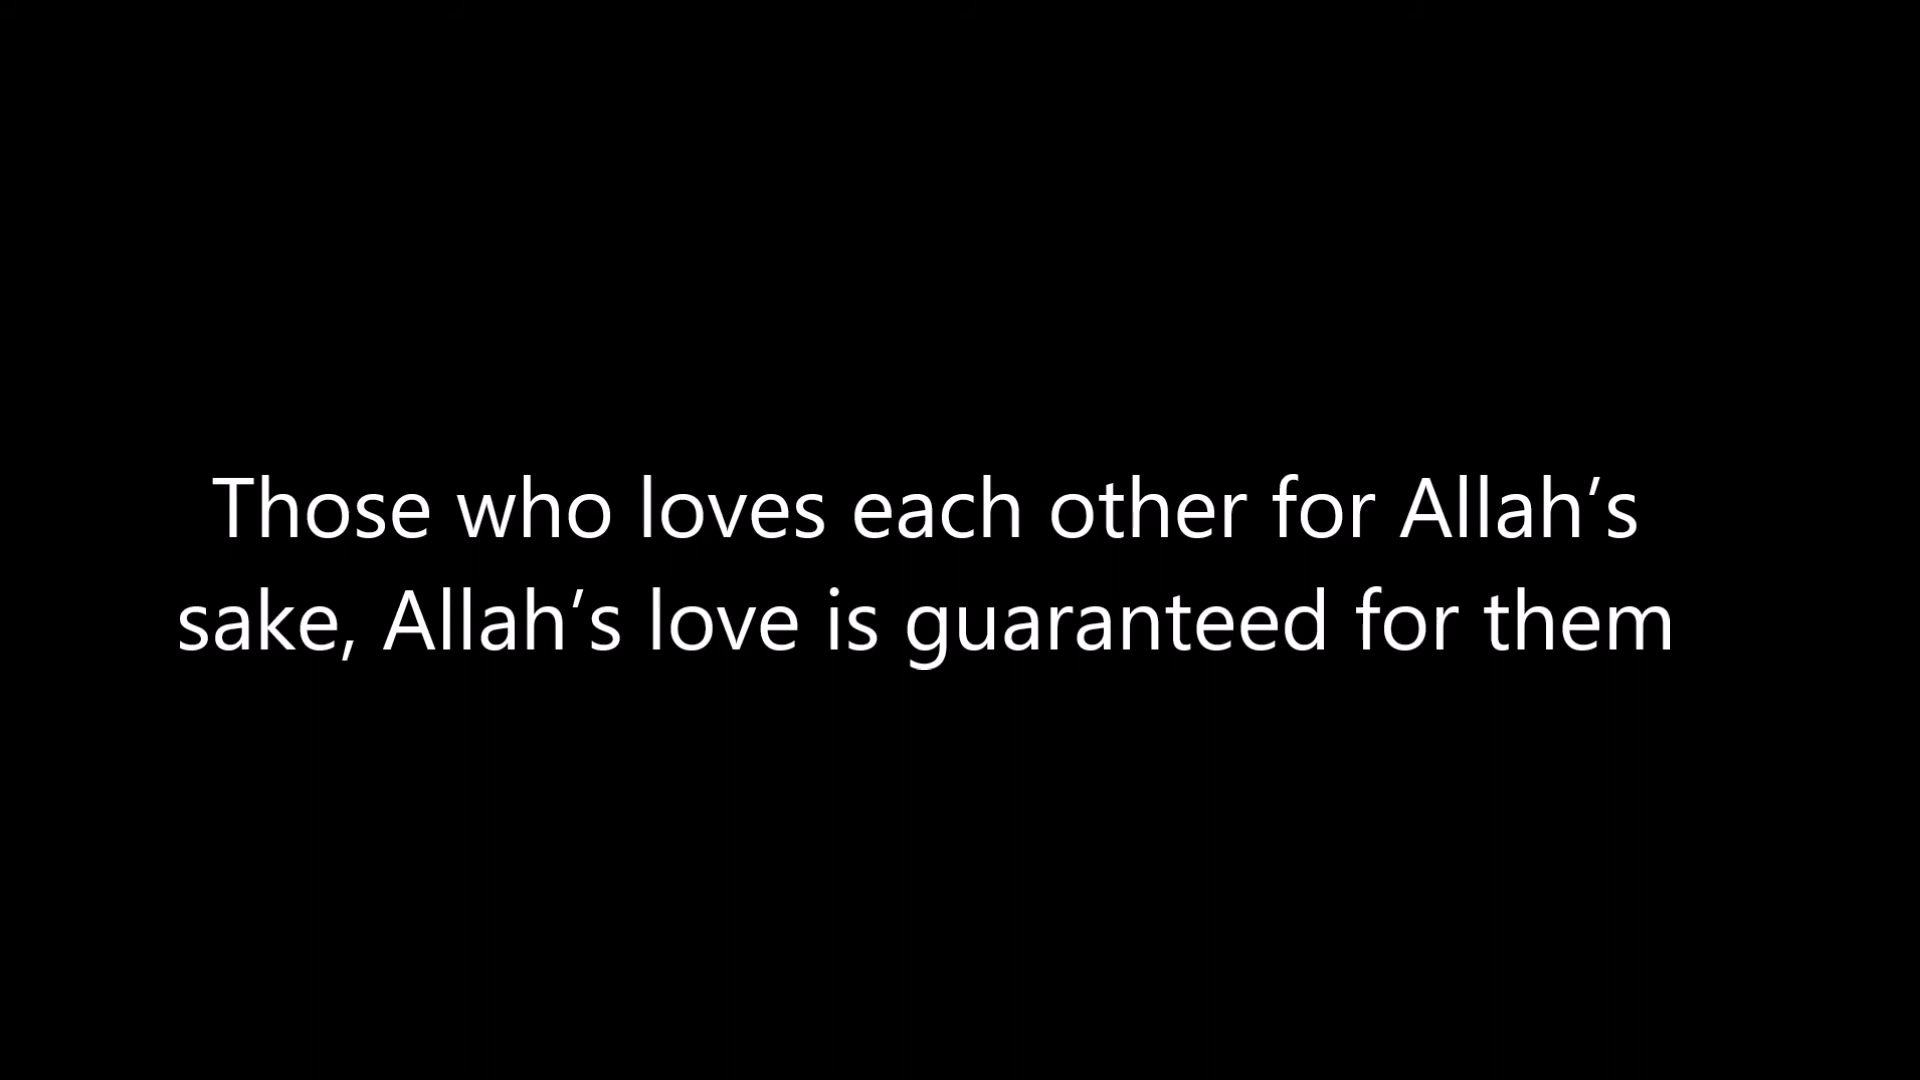 Those who loves each other for Allah’s
sake, Allah’s love is guaranteed for them